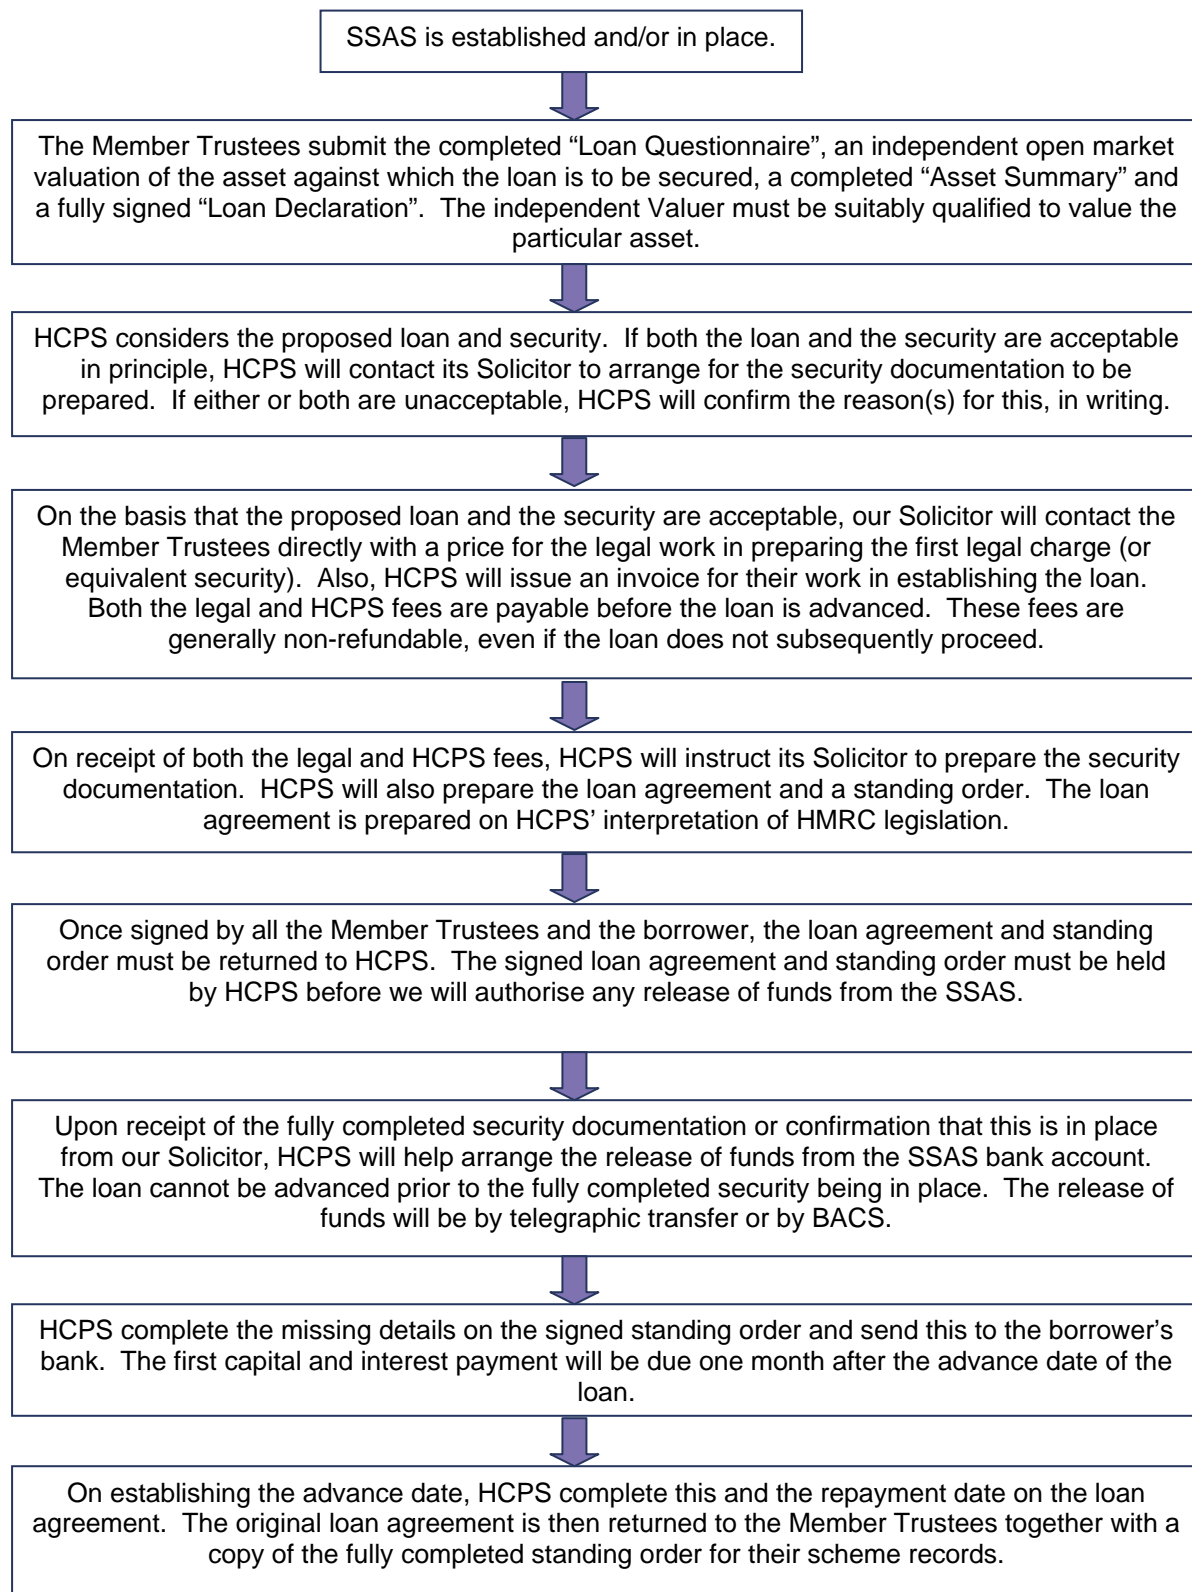 SSAS is established and/or in place.
The Member Trustees submit the completed “Loan Questionnaire”, an independent open market
valuation of the asset against which the loan is to be secured, a completed “Asset Summary” and
a fully signed “Loan Declaration”.  The independent Valuer must be suitably qualified to value the
particular asset.
HCPS considers the proposed loan and security.  If both the loan and the security are acceptable
in principle, HCPS will contact its Solicitor to arrange for the security documentation to be
prepared.  If either or both are unacceptable, HCPS will confirm the reason(s) for this, in writing.
On the basis that the proposed loan and the security are acceptable, our Solicitor will contact the
Member Trustees directly with a price for the legal work in preparing the first legal charge (or
equivalent security).  Also, HCPS will issue an invoice for their work in establishing the loan.
Both the legal and HCPS fees are payable before the loan is advanced.  These fees are
generally non-refundable, even if the loan does not subsequently proceed.
On receipt of both the legal and HCPS fees, HCPS will instruct its Solicitor to prepare the security
documentation.  HCPS will also prepare the loan agreement and a standing order.  The loan
agreement is prepared on HCPS’ interpretation of HMRC legislation.
Once signed by all the Member Trustees and the borrower, the loan agreement and standing
order must be returned to HCPS.  The signed loan agreement and standing order must be held
by HCPS before we will authorise any release of funds from the SSAS.
Upon receipt of the fully completed security documentation or confirmation that this is in place
from our Solicitor, HCPS will help arrange the release of funds from the SSAS bank account.
The loan cannot be advanced prior to the fully completed security being in place.  The release of
funds will be by telegraphic transfer or by BACS.
HCPS complete the missing details on the signed standing order and send this to the borrower’s
bank.  The first capital and interest payment will be due one month after the advance date of the
loan.
On establishing the advance date, HCPS complete this and the repayment date on the loan
agreement.  The original loan agreement is then returned to the Member Trustees together with a
copy of the fully completed standing order for their scheme records.